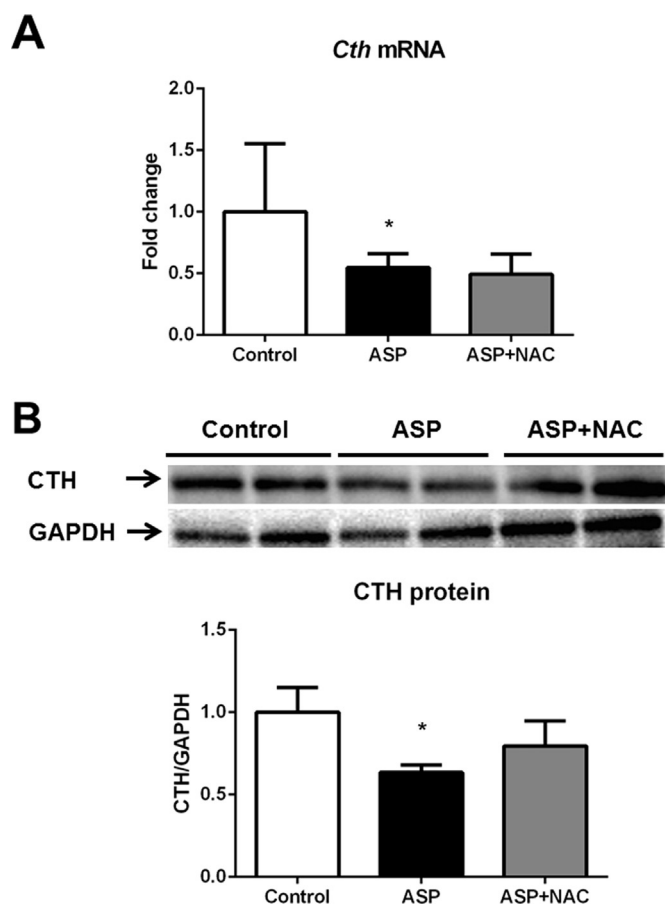 A
Cth mRNA
2.0
1.5
1.0
0.5
0.0
Fold change
*
Control ASP ASP+NAC
B
Control ASP ASP+NAC
CTH
GAPDH
CTH protein
1.5
1.0
0.5
0.0
CTH/GAPDH
*
Control ASP ASP+NAC